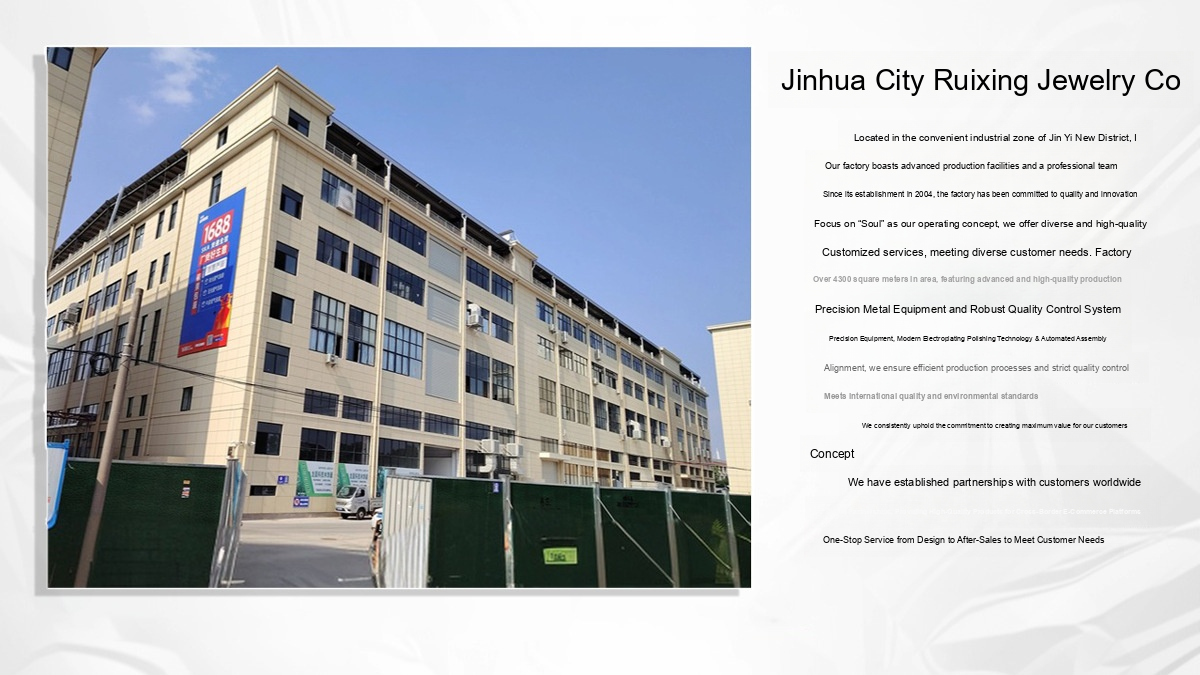 Jinhua City Ruixing Jewelry Co
Located in the convenient industrial zone of Jin Yi New District, I
Our factory boasts advanced production facilities and a professional team
Since its establishment in 2004, the factory has been committed to quality and innovation
Focus on “Soul” as our operating concept, we offer diverse and high-quality
Customized services, meeting diverse customer needs. Factory
Over 4300 square meters in area, featuring advanced and high-quality production
Precision Metal Equipment and Robust Quality Control System
Precision Equipment, Modern Electroplating Polishing Technology & Automated Assembly
Alignment, we ensure efficient production processes and strict quality control
Meets international quality and environmental standards
We consistently uphold the commitment to creating maximum value for our customers
Concept
We have established partnerships with customers worldwide
E-Commerce Platforms,
One-Stop Service from Design to After-Sales to Meet Customer Needs
1688